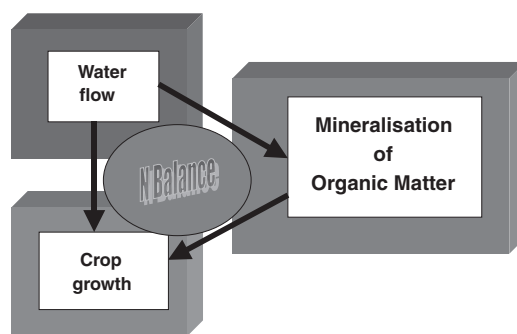 Water
flow
Mineralisation
of
Organic Matter
N Balance
Crop
growth